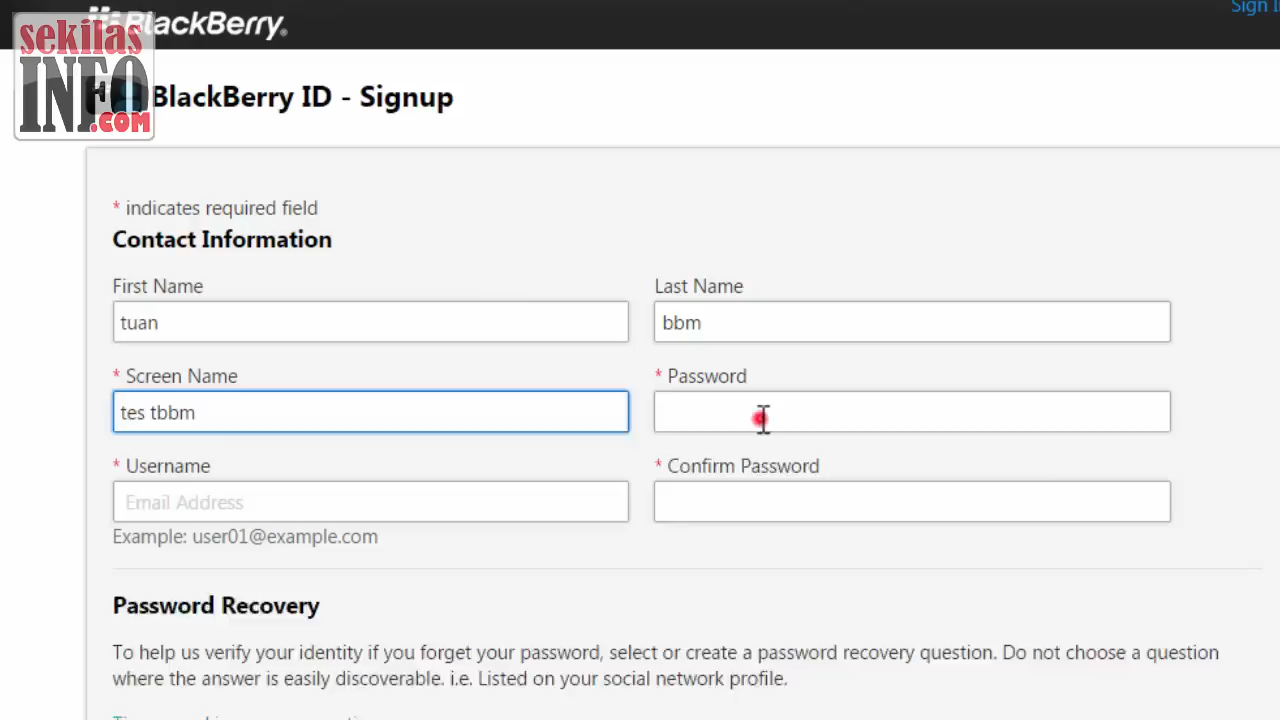 BlackBerry
Sign I
sekilas
INFO
.com
BlackBerry ID - Signup
* indicates required field
Contact Information
First Name
Last Name
tuan
bbm
* Screen Name
* Password
tes tbbm
* Username
* Confirm Password
Email Address
Example: user01@example.com
Password Recovery
To help us verify your identity if you forget your password, select or create a password recovery question. Do not choose a question
where the answer is easily discoverable. i.e. Listed on your social network profile.